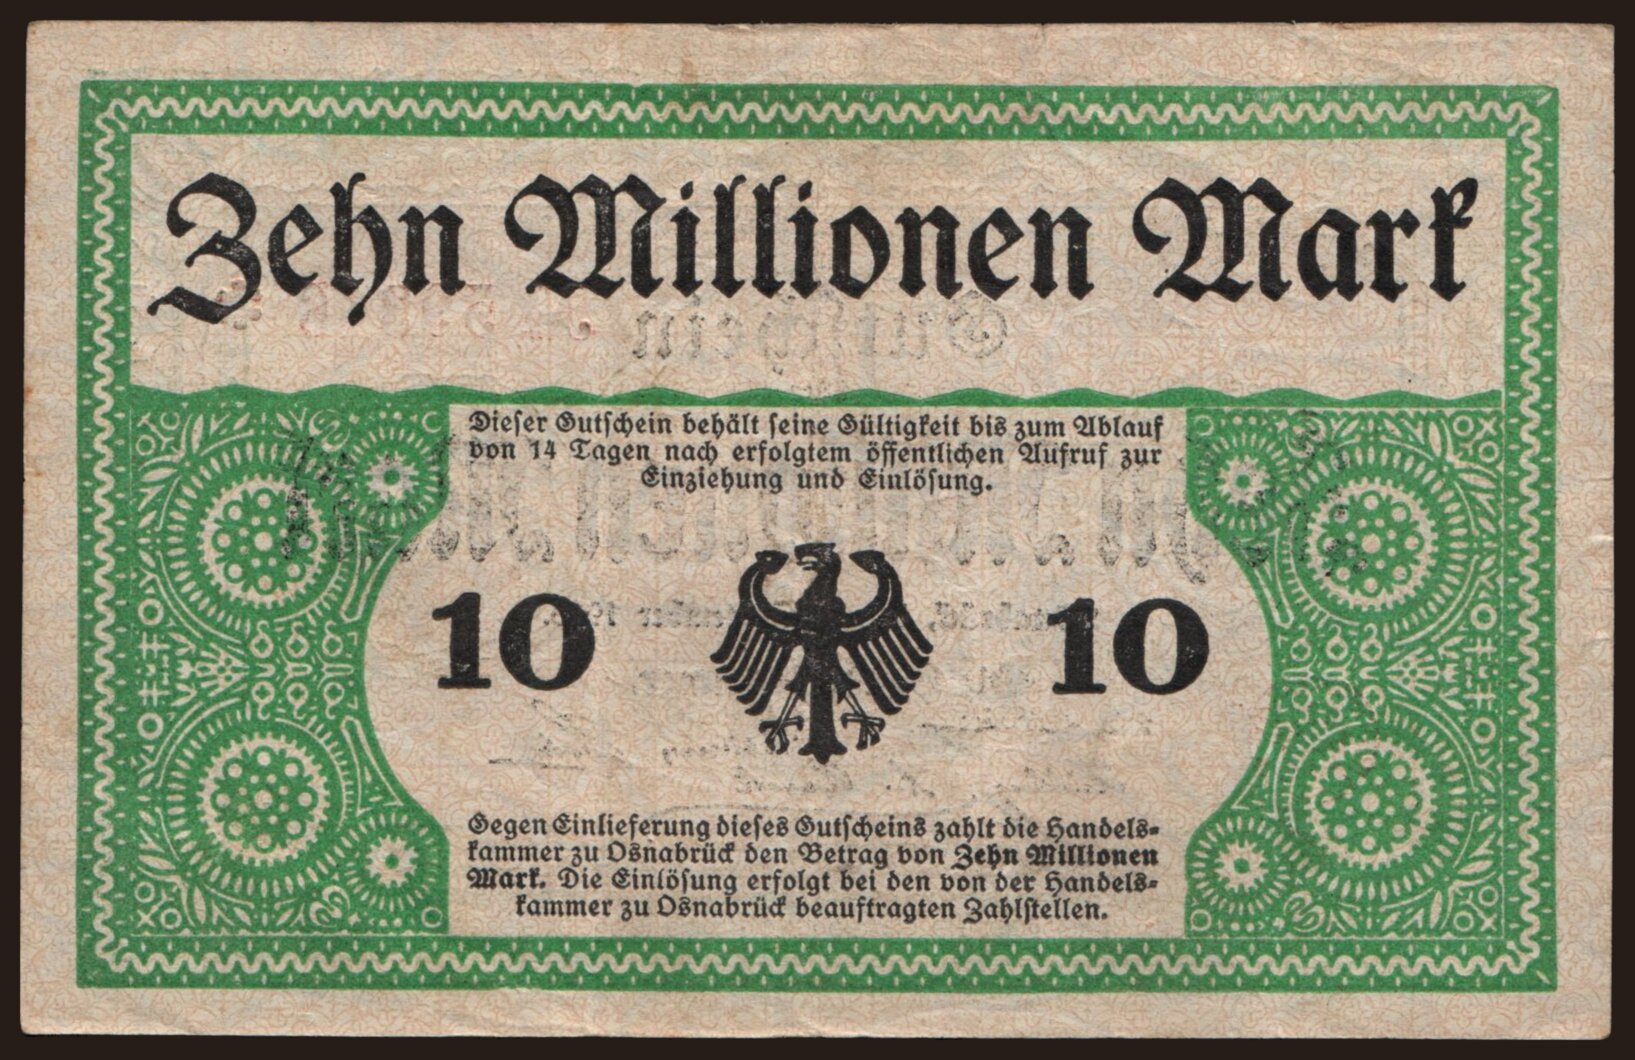 Zehn Millionen Mark
Dieser Gutschein behält seine Gültigkeit bis zum Ablauf
von 14 Tagen nach erfolgtem öffentlichen Aufruf zur
Einziehung und Einlösung.
10 10
Gegen Einlieferung dieses Gutscheins zahlt die Handels-
kammer zu Osnabrück den Betrag von Zehn Millionen
Mark. Die Einlösung erfolgt bei den von der Handels-
kammer zu Osnabrück beauftragten Zahlstellen.